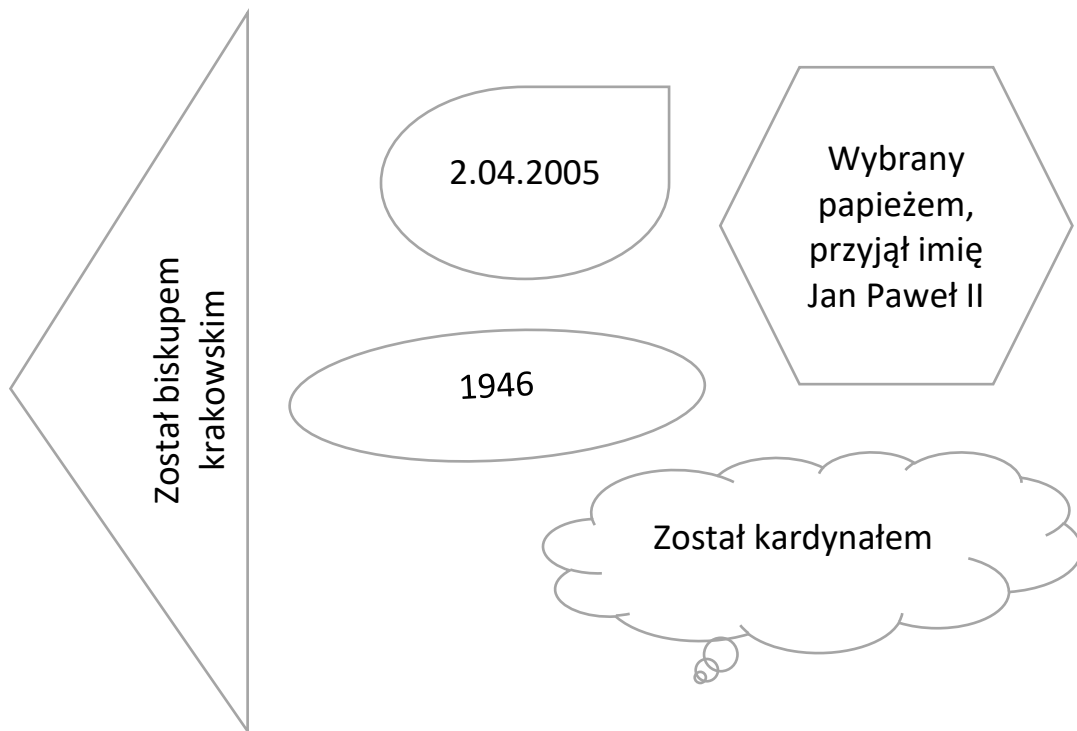 Został biskupem
krakowskim
2.04.2005
Wybrany
papieżem,
przyjął imię
Jan Paweł II
1946
Został kardynałem